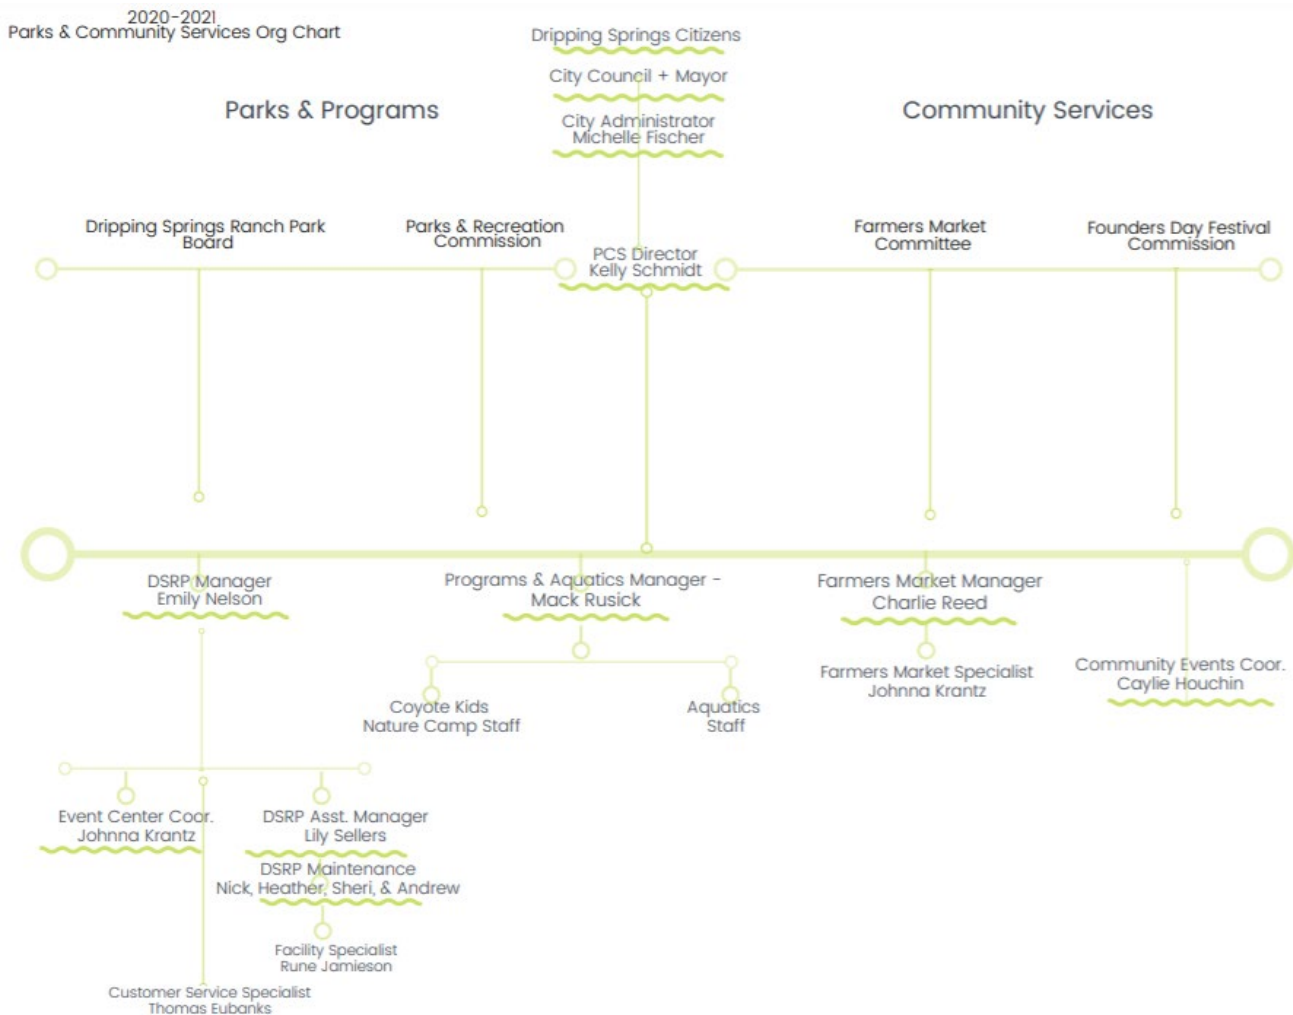 2020-2021
Parks & Community Services Org Chart
Dripping Springs Citizens
City Council + Mayor
City Administrator
Michelle Fischer
Parks & Programs
Community Services
Dripping Springs Ranch Park
Board
Parks & Recreation
Commission
PCS Director
Kelly Schmidt
Farmers Market
Committee
Founders Day Festival
Commission
DSRP Manager
Emily Nelson
Programs & Aquatics Manager -
Mack Rusick
Farmers Market Manager
Charlie Reed
Farmers Market Specialist
Johnna Krantz
Community Events Coor.
Caylie Houchin
Coyote Kids
Nature Camp Staff
Aquatics
Staff
Event Center Coor.
Johnna Krantz
DSRP Asst. Manager
Lily Sellers
DSRP Maintenance
Nick, Heather, Sheri, & Andrew
Facility Specialist
Rune Jamieson
Customer Service Specialist
Thomas Eubanks